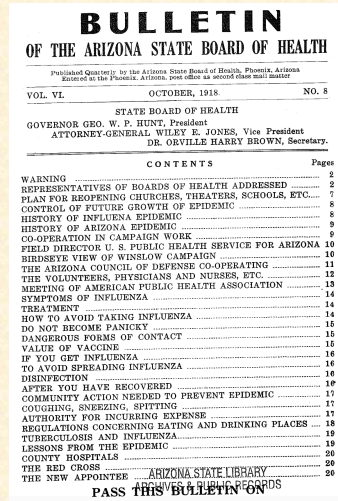 BULLETIN
OF THE ARIZONA STATE BOARD OF HEALTH
Published Quarterly by the Arizona State Board of Health, Phoenix, Arizona
Entered at the Phoenix, Arizona, post office as second class mail matter
VOL. VI. OCTOBER, 1918. NO. 8
STATE BOARD OF HEALTH
GOVERNOR GEO. W. P. HUNT, President
ATTORNEY-GENERAL WILEY E. JONES, Vice President
DR. ORVILLE HARRY BROWN, Secretary.
CONTENTS Pages
WARNING 2
REPRESENTATIVES OF BOARDS OF HEALTH ADDRESSED 2
PLAN FOR REOPENING CHURCHES, THEATERS, SCHOOLS, ETC. 7
CONTROL OF FUTURE GROWTH OF EPIDEMIC 8
HISTORY OF INFLUENA EPIDEMIC 8
HISTORY OF ARIZONA EPIDEMIC 9
CO-OPERATION IN CAMPAIGN WORK 9
FIELD DIRECTOR U. S. PUBLIC HEALTH SERVICE FOR ARIZONA 10
BIRDSEYE VIEW OF WINSLOW CAMPAIGN 10
THE ARIZONA COUNCIL OF DEFENSE CO-OPERATING 11
THE VOLUNTEERS, PHYSICIANS AND NURSES, ETC. 12
MEETING OF AMERICAN PUBLIC HEALTH ASSOCIATION 13
SYMPTOMS OF INFLUENZA 14
TREATMENT 14
HOW TO AVOID TAKING INFLUENZA 14
DO NOT BECOME PANICKY 15
DANGEROUS FORMS OF CONTACT 15
VALUE OF VACCINE 15
IF YOU GET INFLUENZA 16
TO AVOID SPREADING INFLUENZA 16
DISINFECTION 16
AFTER YOU HAVE RECOVERED 16
COMMUNITY ACTION NEEDED TO PREVENT EPIDEMIC 17
COUGHING, SNEEZING, SPITTING 17
AUTHORITY FOR INCURRING EXPENSE 17
REGULATIONS CONCERNING EATING AND DRINKING PLACES 18
TUBERCULOSIS AND INFLUENZA 19
LESSONS FROM THE EPIDEMIC 19
COUNTY HOSPITALS 20
THE RED CROSS 20
THE NEW APPOINTEE 20
ARIZONA STATE LIBRARY
ARCHIVES & PUBLIC RECORDS
PASS THIS BULLETIN ON